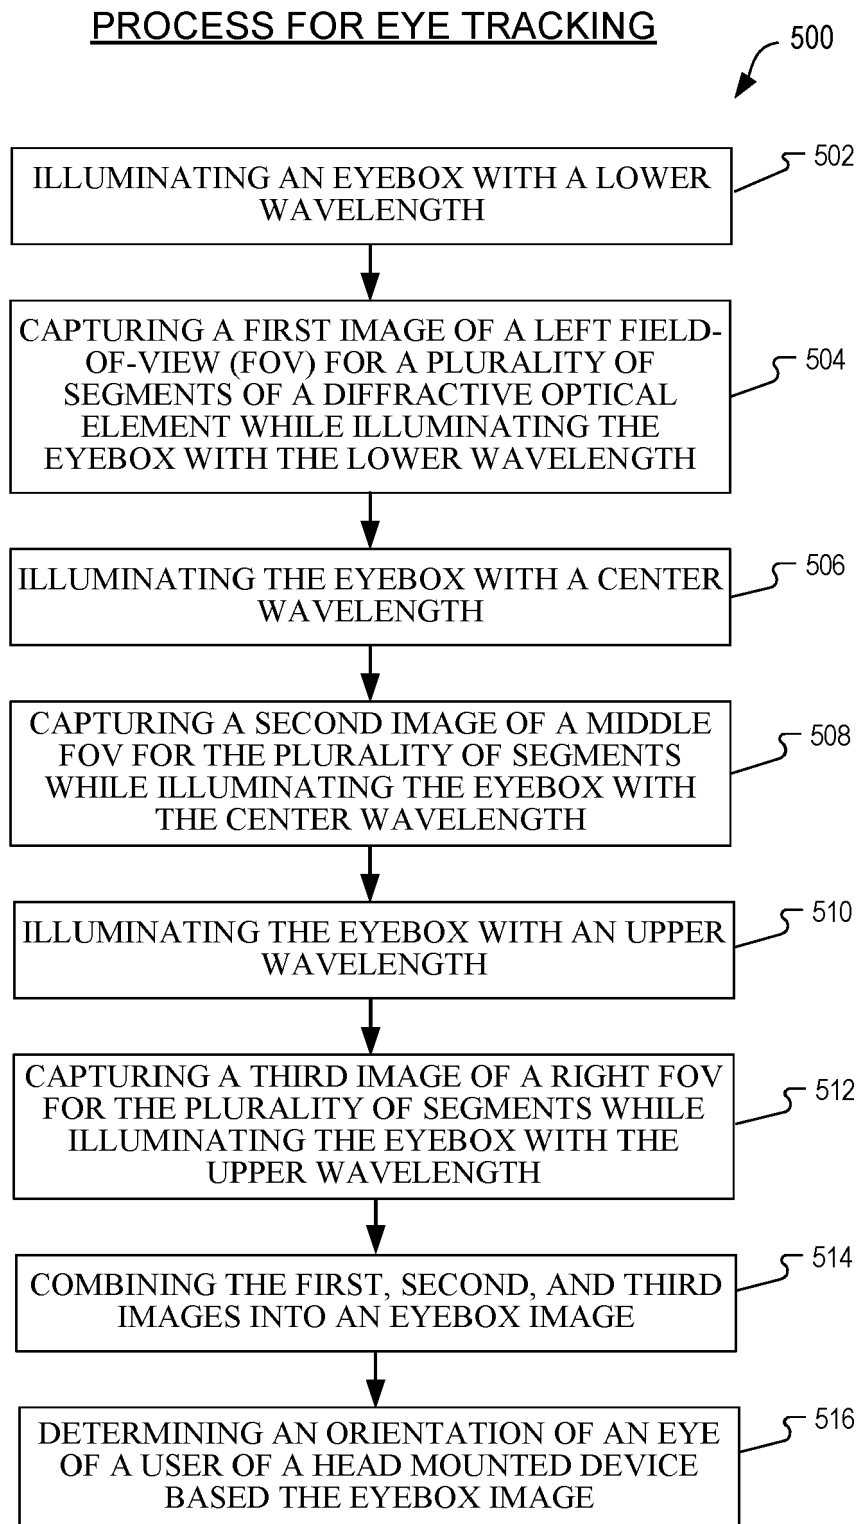 PROCESS FOR EYE TRACKING
500
ILLUMINATING AN EYEBOX WITH A LOWER
WAVELENGTH
502
CAPTURING A FIRST IMAGE OF A LEFT FIELD-
OF-VIEW (FOV) FOR A PLURALITY OF
SEGMENTS OF A DIFFRACTIVE OPTICAL
ELEMENT WHILE ILLUMINATING THE
EYEBOX WITH THE LOWER WAVELENGTH
504
ILLUMINATING THE EYEBOX WITH A CENTER
WAVELENGTH
506
CAPTURING A SECOND IMAGE OF A MIDDLE
FOV FOR THE PLURALITY OF SEGMENTS
WHILE ILLUMINATING THE EYEBOX WITH
THE CENTER WAVELENGTH
508
ILLUMINATING THE EYEBOX WITH AN UPPER
WAVELENGTH
510
CAPTURING A THIRD IMAGE OF A RIGHT FOV
FOR THE PLURALITY OF SEGMENTS WHILE
ILLUMINATING THE EYEBOX WITH THE
UPPER WAVELENGTH
512
COMBINING THE FIRST, SECOND, AND THIRD
IMAGES INTO AN EYEBOX IMAGE
514
DETERMINING AN ORIENTATION OF AN EYE
OF A USER OF A HEAD MOUNTED DEVICE
BASED THE EYEBOX IMAGE
516